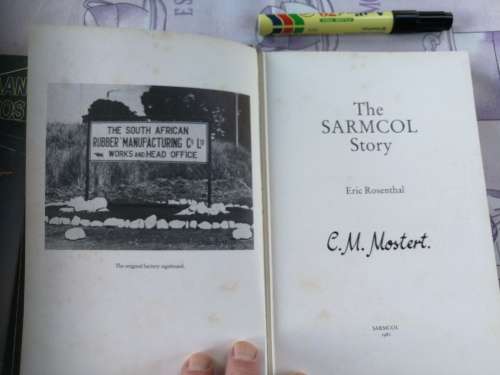 THE SOUTH AFRICAN
RUBBER MANUFACTURING Co LTD
WORKS AND HEAD OFFICE
The original factory signboard.
The
SARMCOL
Story
Eric Rosenthal
C.M. Mostert.
SARMCOL